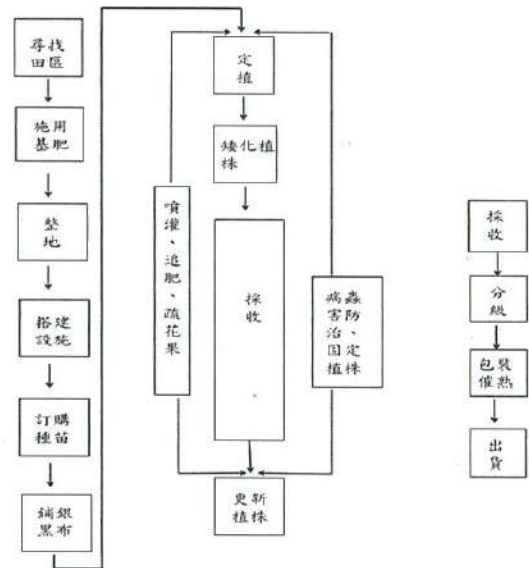 尋找
田區
施用
基肥
整
地
搭建
設施
訂購
種苗
鋪銀
黑布
定
植
矮化植
株
噴灌、追肥、疏花果
採收
病蟲
害防
治、
固定
植株
更新
植株
採
收
分
級
包裝
催熟
出
貨